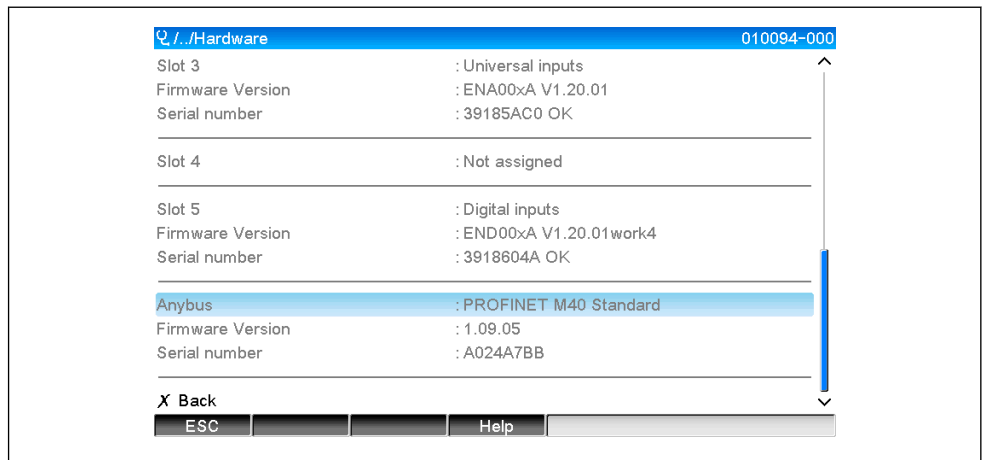 /../Hardware 010094-000
Slot 3 : Universal inputs
Firmware Version : ENA00xA V1.20.01
Serial number : 39185AC0 OK
Slot 4 : Not assigned
Slot 5 : Digital inputs
Firmware Version : END00xA V1.20.01work4
Serial number : 3918604A OK
Anybus : PROFINET M40 Standard
Firmware Version : 1.09.05
Serial number : A024A7BB
X Back
ESC Help